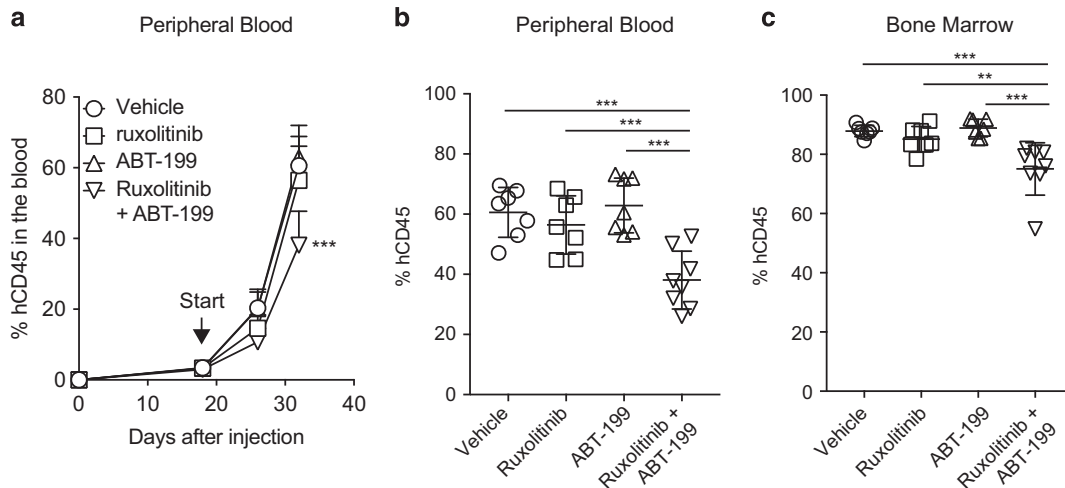 a
Peripheral Blood
% hCD45 in the blood
80
60
40
20
0
Vehicle
ruxolitinib
ABT-199
Ruxolitinib
+ ABT-199
***
Start
0
10
20
30
40
Days after injection
b
Peripheral Blood
% hCD45
100
80
60
40
20
0
***
***
***
Vehicle
Ruxolitinib
ABT-199
Ruxolitinib +
ABT-199
c
Bone Marrow
% hCD45
100
80
60
40
20
0
***
**
***
Vehicle
Ruxolitinib
ABT-199
Ruxolitinib +
ABT-199